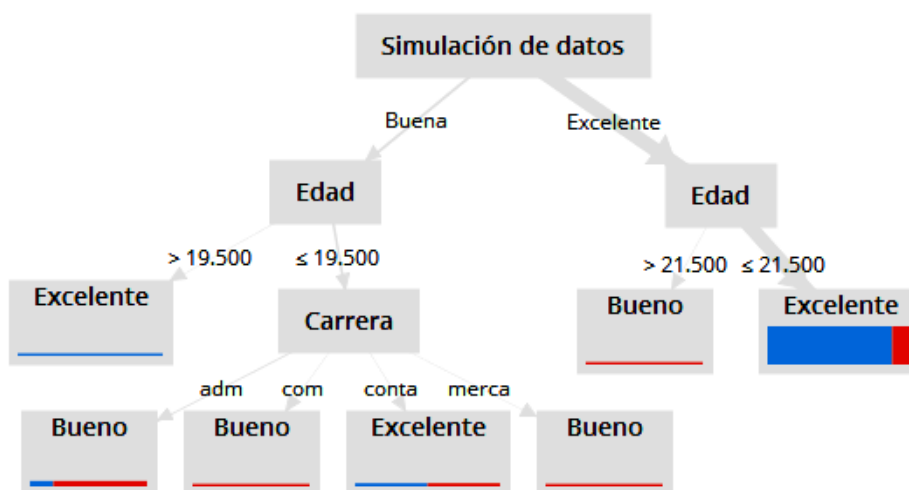 Simulación de datos
Buena
Excelente
Edad
Edad
> 19.500
≤ 19.500
> 21.500
≤ 21.500
Excelente
Carrera
Bueno
Excelente
adm
com
conta
merca
Bueno
Bueno
Excelente
Bueno